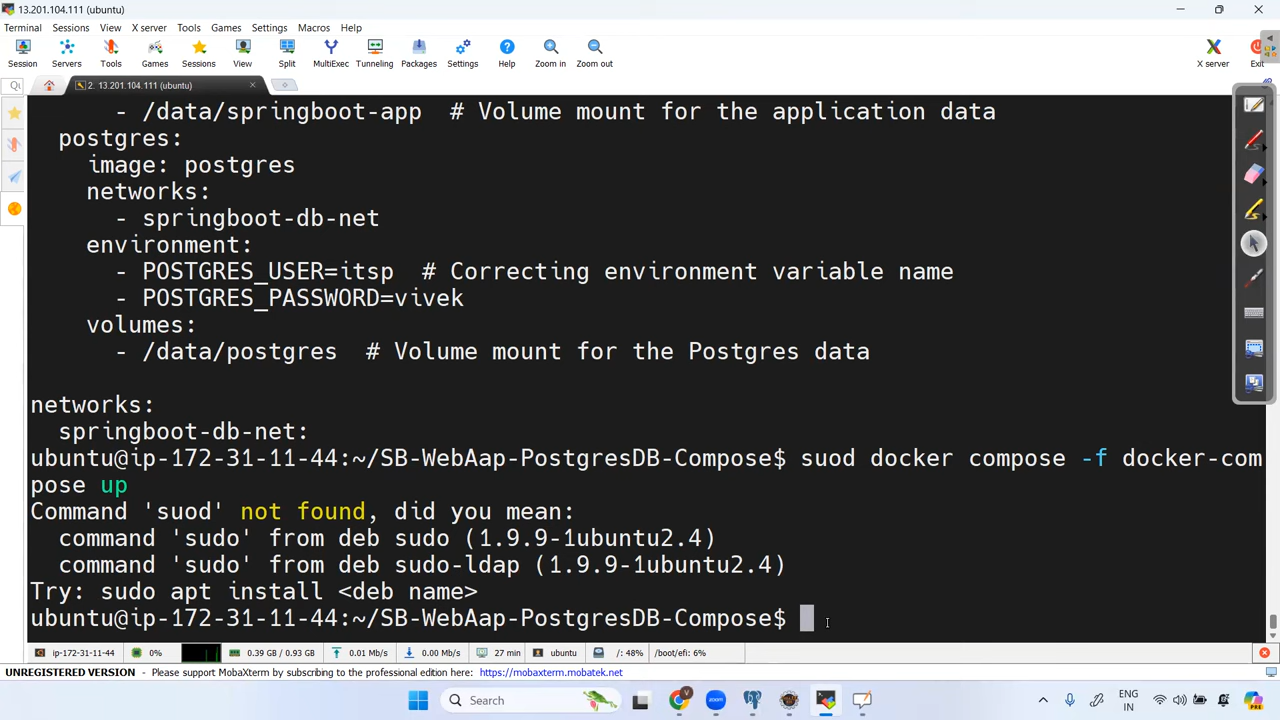 13.201.104.111 (ubuntu)
Terminal Sessions View X server Tools Games Settings Macros Help
Session Servers Tools Games Sessions View Split MultiExec Tunneling Packages Settings Help Zoom in Zoom out X server Exit
2. 13.201.104.111 (ubuntu)
- /data/springboot-app # Volume mount for the application data
postgres:
image: postgres
networks:
- springboot-db-net
environment:
- POSTGRES_USER=itsp # Correcting environment variable name
- POSTGRES_PASSWORD=vivek
volumes:
- /data/postgres # Volume mount for the Postgres data
networks:
springboot-db-net:
ubuntu@ip-172-31-11-44:~/SB-WebAap-PostgresDB-Compose$ suod docker compose -f docker-com
pose up
Command 'suod' not found, did you mean:
command 'sudo' from deb sudo (1.9.9-1ubuntu2.4)
command 'sudo' from deb sudo-ldap (1.9.9-1ubuntu2.4)
Try: sudo apt install <deb name>
ubuntu@ip-172-31-11-44:~/SB-WebAap-PostgresDB-Compose$
ip-172-31-11-44 0% 0.39 GB / 0.93 GB 0.01 Mb/s 0.00 Mb/s 27 min ubuntu /: 48% /boot/efi: 6%
UNREGISTERED VERSION - Please support MobaXterm by subscribing to the professional edition here: https://mobaxterm.mobatek.net
Search ENG
IN